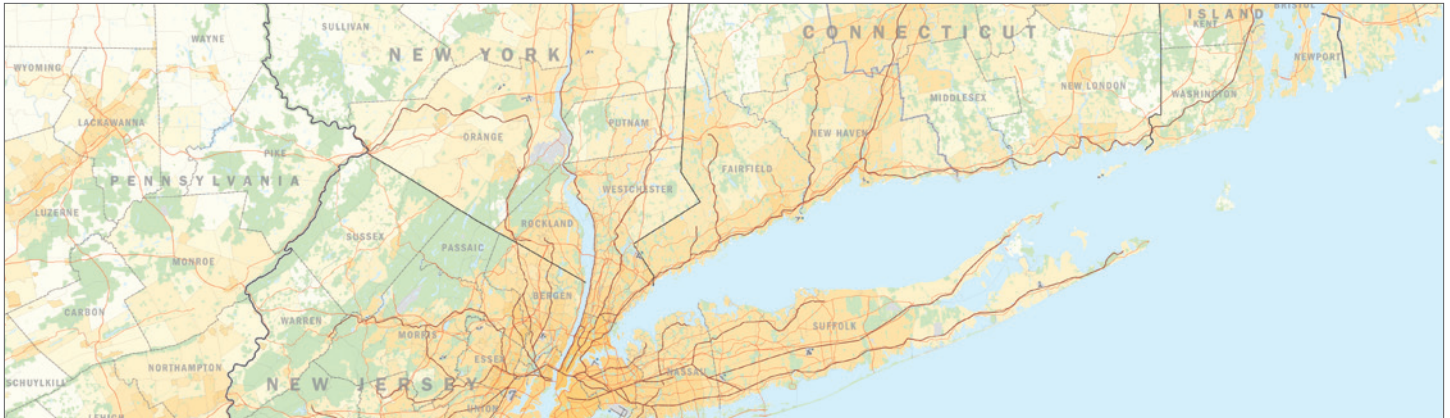 BRISTOL
ISLAND
KENT
SULLIVAN
CONNECTICUT
WAYNE
NEW YORK
NEWPORT
WYOMING
NEW LONDON
WASHINGTON
MIDDLESEX
LACKAWANNA
PUTNAM
NEW HAVEN
ORANGE
PIKE
FAIRFIELD
PENNSYLVANIA
WESTCHESTER
LUZERNE
ROCKLAND
SUSSEX
PASSAIC
MONROE
BERGEN
CARBON
WARREN
SUFFOLK
MORRIS
ESSEX
NORTHAMPTON
NASSAU
SCHUYLKILL
NEW JERSEY
UNION
LEHIGH